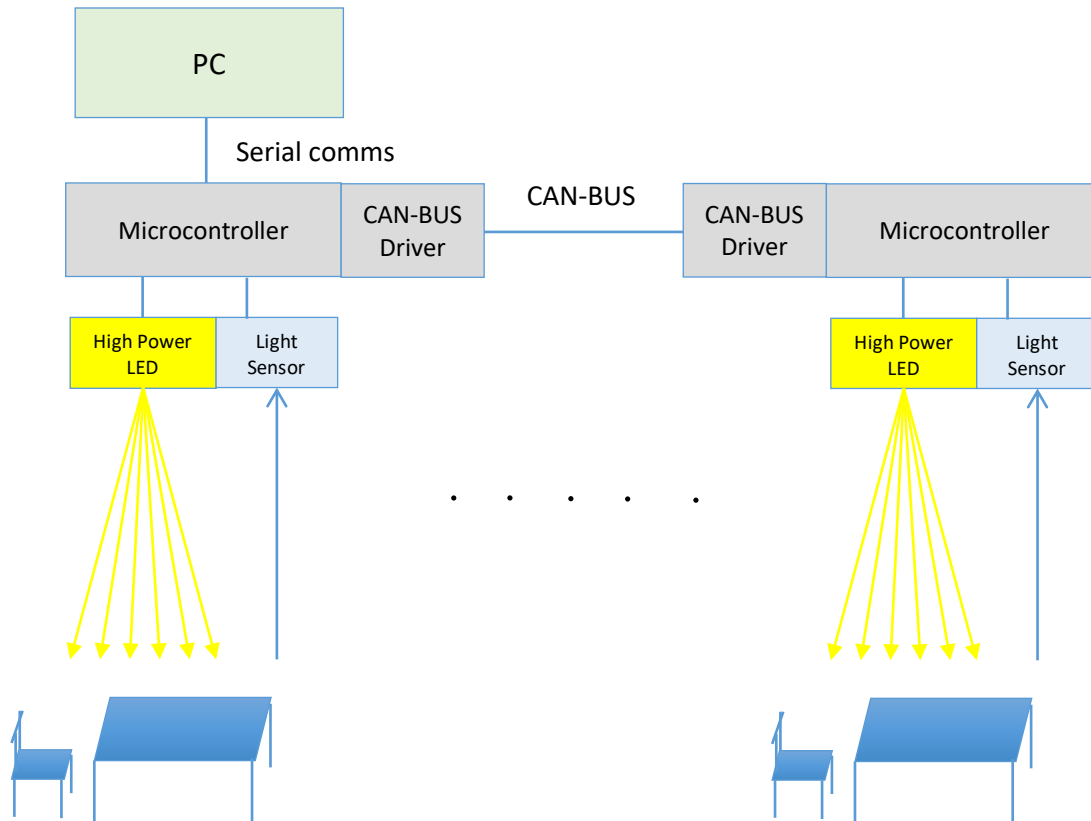 PC
Serial comms
CAN-BUS
Microcontroller
CAN-BUS
Driver
CAN-BUS
Driver
Microcontroller
High Power
LED
Light
Sensor
High Power
LED
Light
Sensor